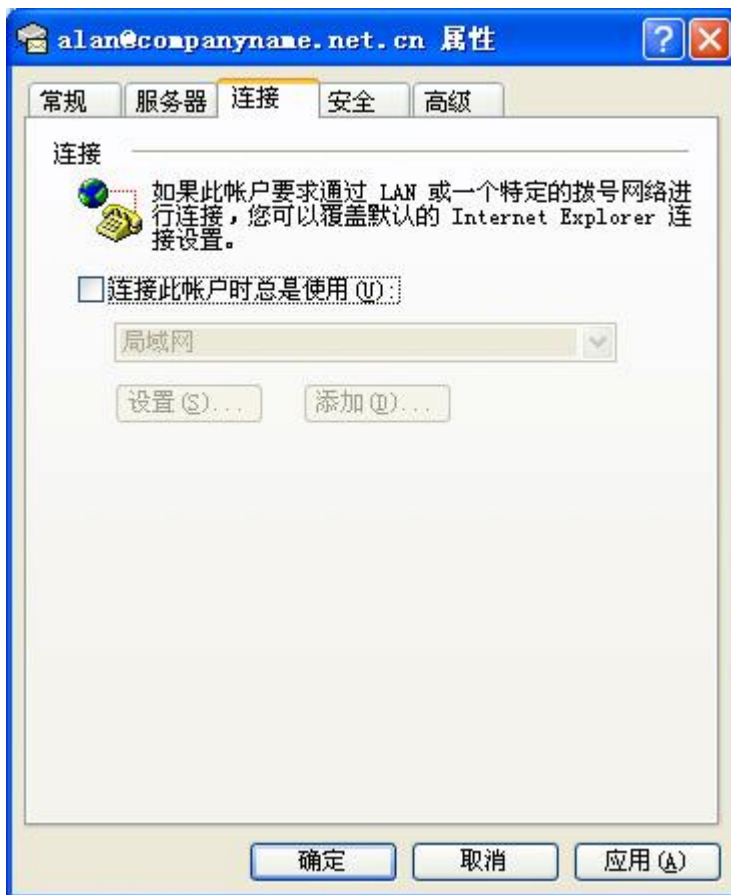 alan@companyname.net.cn 属性
常规 服务器 连接 安全 高级
连接
如果此帐户要求通过 LAN 或一个特定的拨号网络进
行连接，您可以覆盖默认的 Internet Explorer 连
接设置。
连接此帐户时总是使用(U):
局域网
设置(S)... 添加(D)...
确定 取消 应用(A)